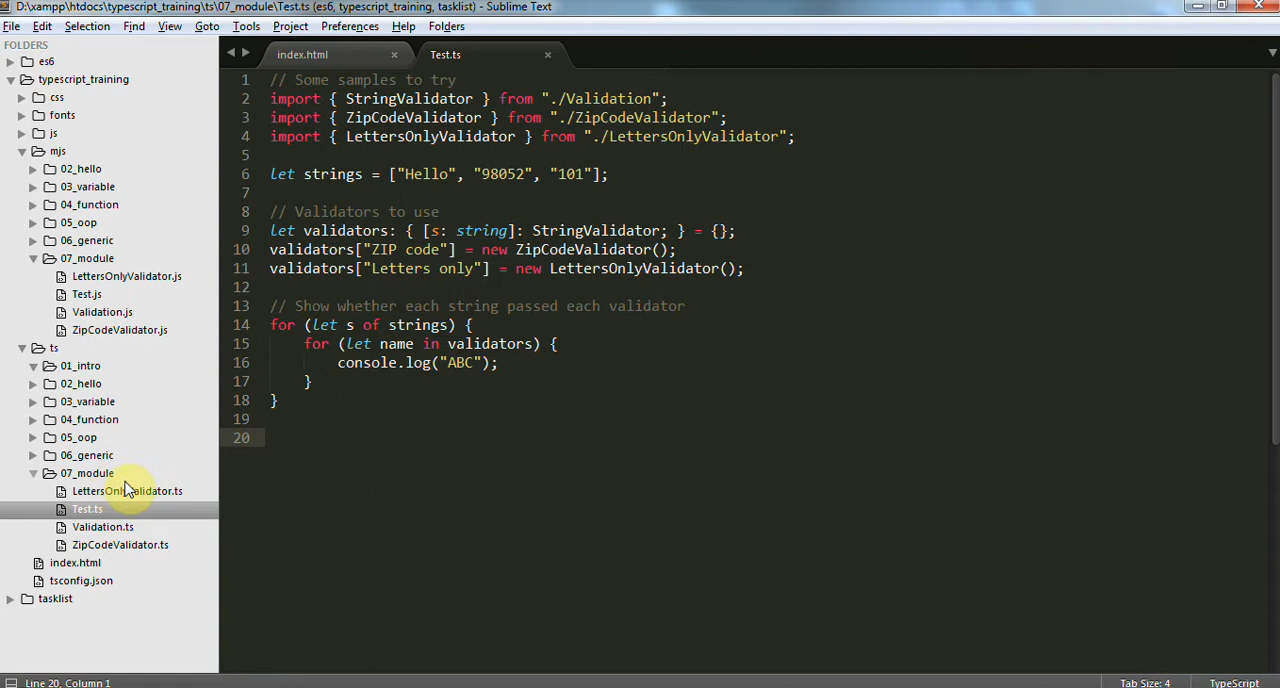 D:\xampp\htdocs\typescript_training\ts\07_module\Test.ts (es6, typescript_training, tasklist) - Sublime Text
File Edit Selection Find View Goto Tools Project Preferences Help Folders
FOLDERS
es6
typescript_training
css
fonts
js
mjs
02_hello
03_variable
04_function
05_oop
06_generic
07_module
LettersOnlyValidator.js
Test.js
Validation.js
ZipCodeValidator.js
ts
01_intro
02_hello
03_variable
04_function
05_oop
06_generic
07_module
LettersOnlyValidator.ts
Test.ts
Validation.ts
ZipCodeValidator.ts
index.html
tsconfig.json
tasklist
index.html × Test.ts ×
1 // Some samples to try
2 import { StringValidator } from "./Validation";
3 import { ZipCodeValidator } from "./ZipCodeValidator";
4 import { LettersOnlyValidator } from "./LettersOnlyValidator";
5
6 let strings = ["Hello", "98052", "101"];
7
8 // Validators to use
9 let validators: { [s: string]: StringValidator; } = {};
10 validators["ZIP code"] = new ZipCodeValidator();
11 validators["Letters only"] = new LettersOnlyValidator();
12
13 // Show whether each string passed each validator
14 for (let s of strings) {
15 for (let name in validators) {
16 console.log("ABC");
17 }
18 }
19
20
Line 20, Column 1 Tab Size: 4 TypeScript